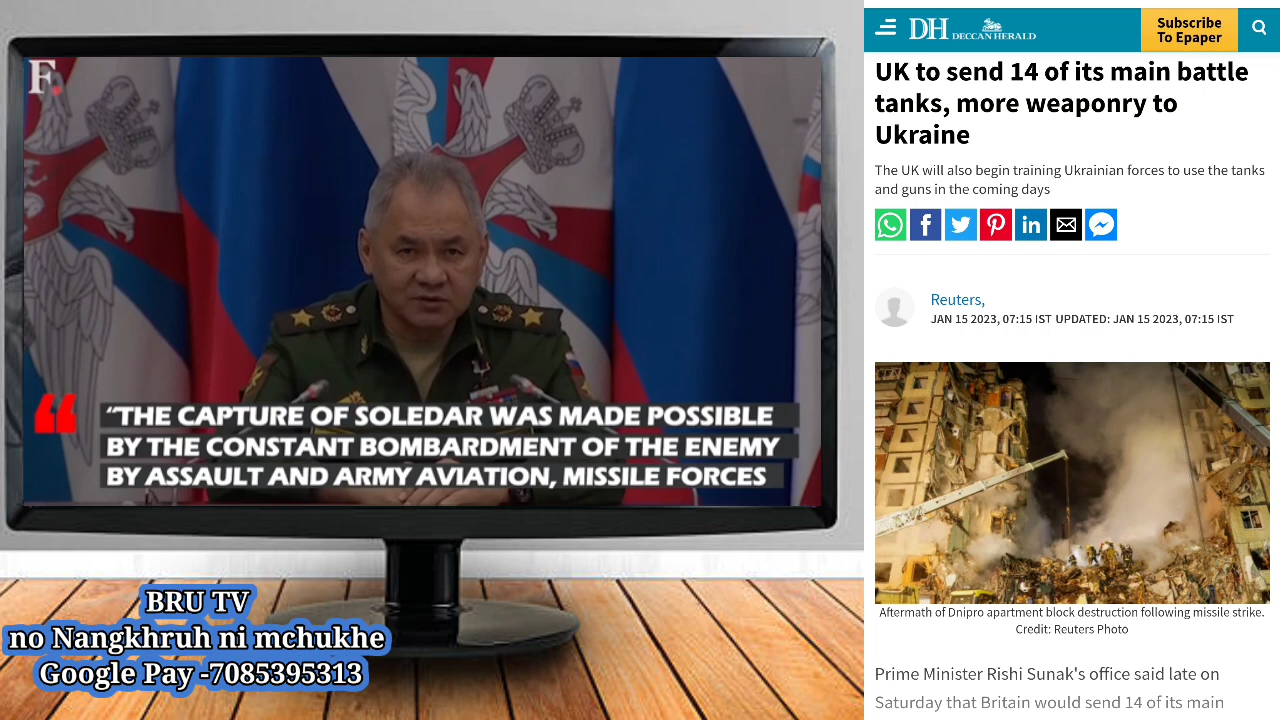 F.
“THE CAPTURE OF SOLEDAR WAS MADE POSSIBLE
BY THE CONSTANT BOMBARDMENT OF THE ENEMY
BY ASSAULT AND ARMY AVIATION, MISSILE FORCES
BRU TV
no Nangkhruh ni mchukhe
Google Pay -7085395313
DH DECCAN HERALD
Subscribe
To Epaper
UK to send 14 of its main battle
tanks, more weaponry to
Ukraine
The UK will also begin training Ukrainian forces to use the tanks
and guns in the coming days
Reuters,
JAN 15 2023, 07:15 IST UPDATED: JAN 15 2023, 07:15 IST
Aftermath of Dnipro apartment block destruction following missile strike.
Credit: Reuters Photo
Prime Minister Rishi Sunak's office said late on
Saturday that Britain would send 14 of its main